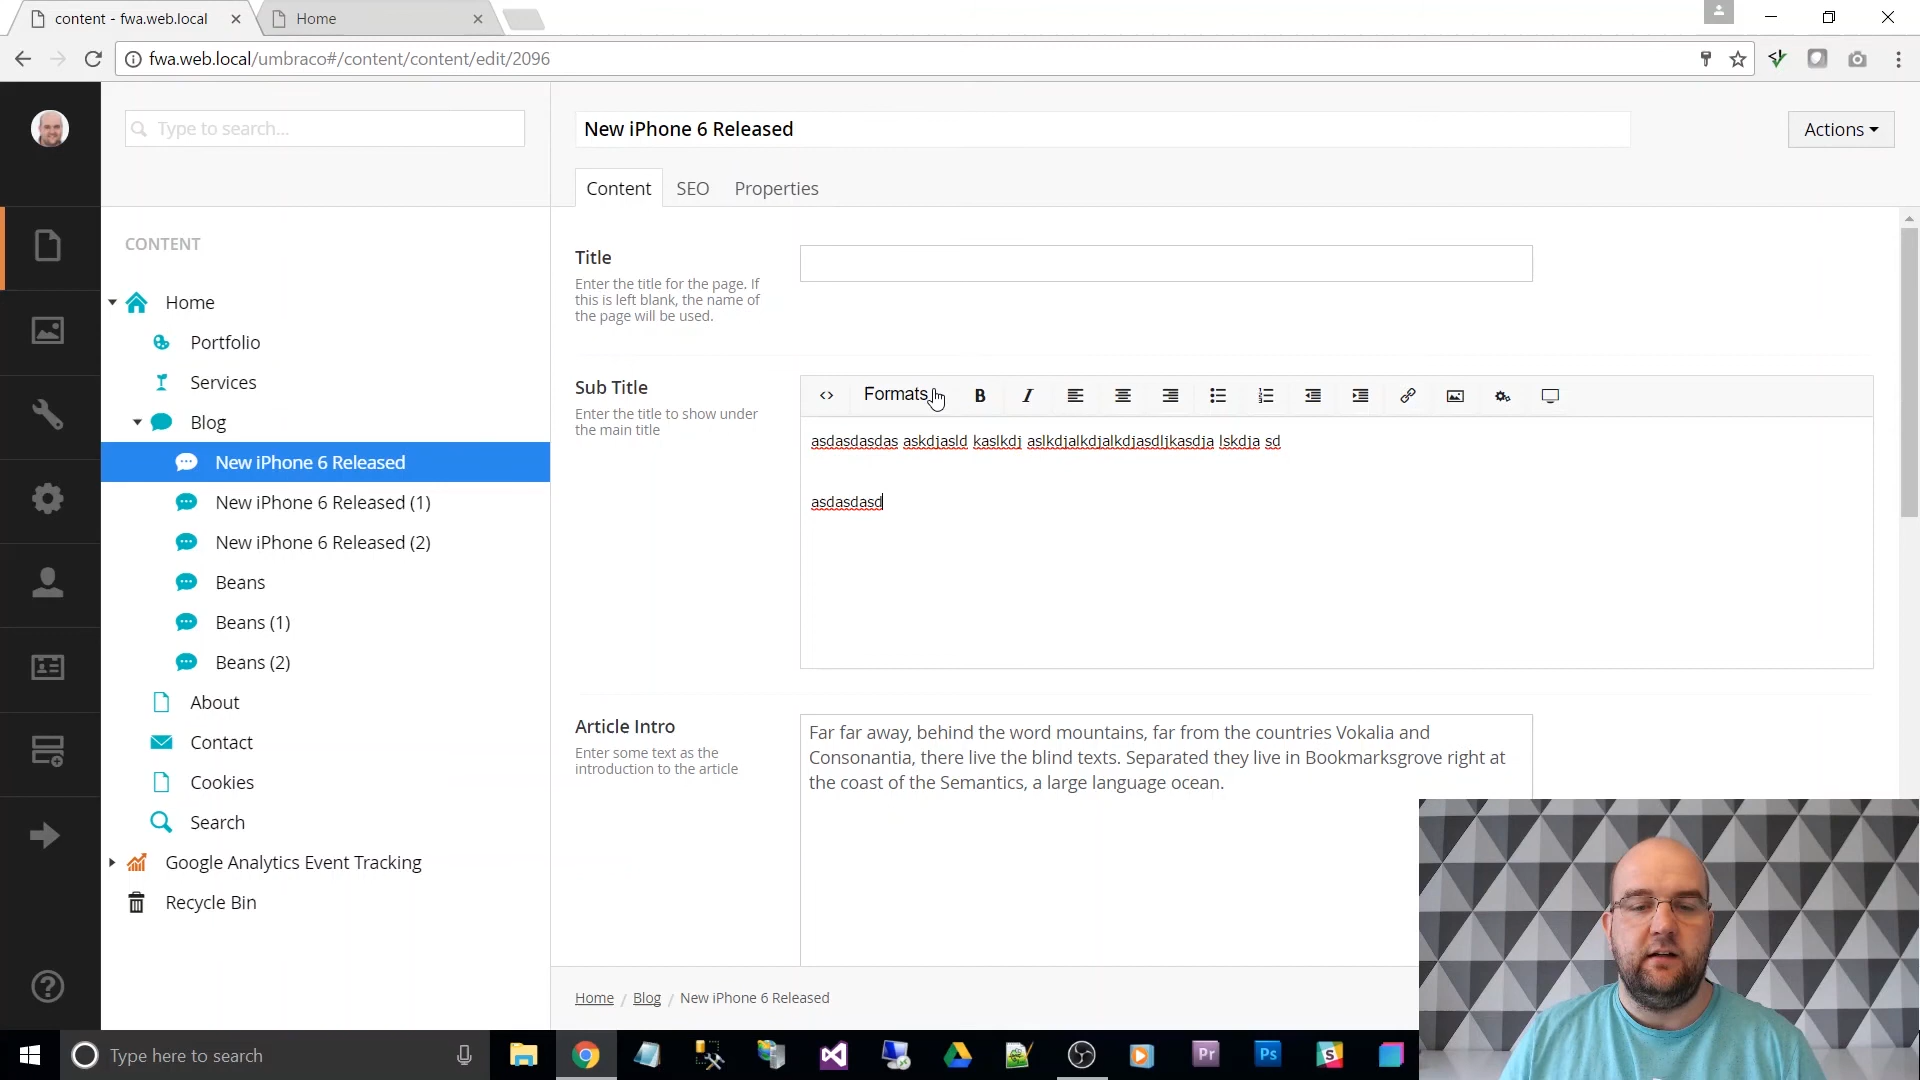 content - fwa.web.local
Home
fwa.web.local/umbraco#/content/content/edit/2096
Type to search...
New iPhone 6 Released
Actions
Content
SEO
Properties
CONTENT
Home
Portfolio
Services
Blog
New iPhone 6 Released
New iPhone 6 Released (1)
New iPhone 6 Released (2)
Beans
Beans (1)
Beans (2)
About
Contact
Cookies
Search
Google Analytics Event Tracking
Recycle Bin
Title
Enter the title for the page. If
this is left blank, the name of
the page will be used.
Sub Title
Enter the title to show under
the main title
Formats
B
I
asdasdasdas askdjasld kaslkdj aslkdjalkdjalkdjasdljkasdja lskdja sd
asdasdasd
Article Intro
Enter some text as the
introduction to the article
Far far away, behind the word mountains, far from the countries Vokalia and
Consonantia, there live the blind texts. Separated they live in Bookmarksgrove right at
the coast of the Semantics, a large language ocean.
Home / Blog / New iPhone 6 Released
Type here to search
Pr
Ps